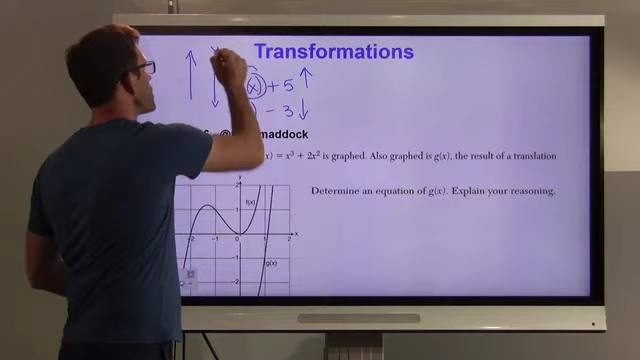 Transformations
x) + 5
- 3
maddock
x) = x³ + 2x² is graphed. Also graphed is g(x), the result of a translation
Determine an equation of g(x). Explain your reasoning.
y
2
f(x)
1
-2 -1 0 1 2 x
-1
g(x)
-2